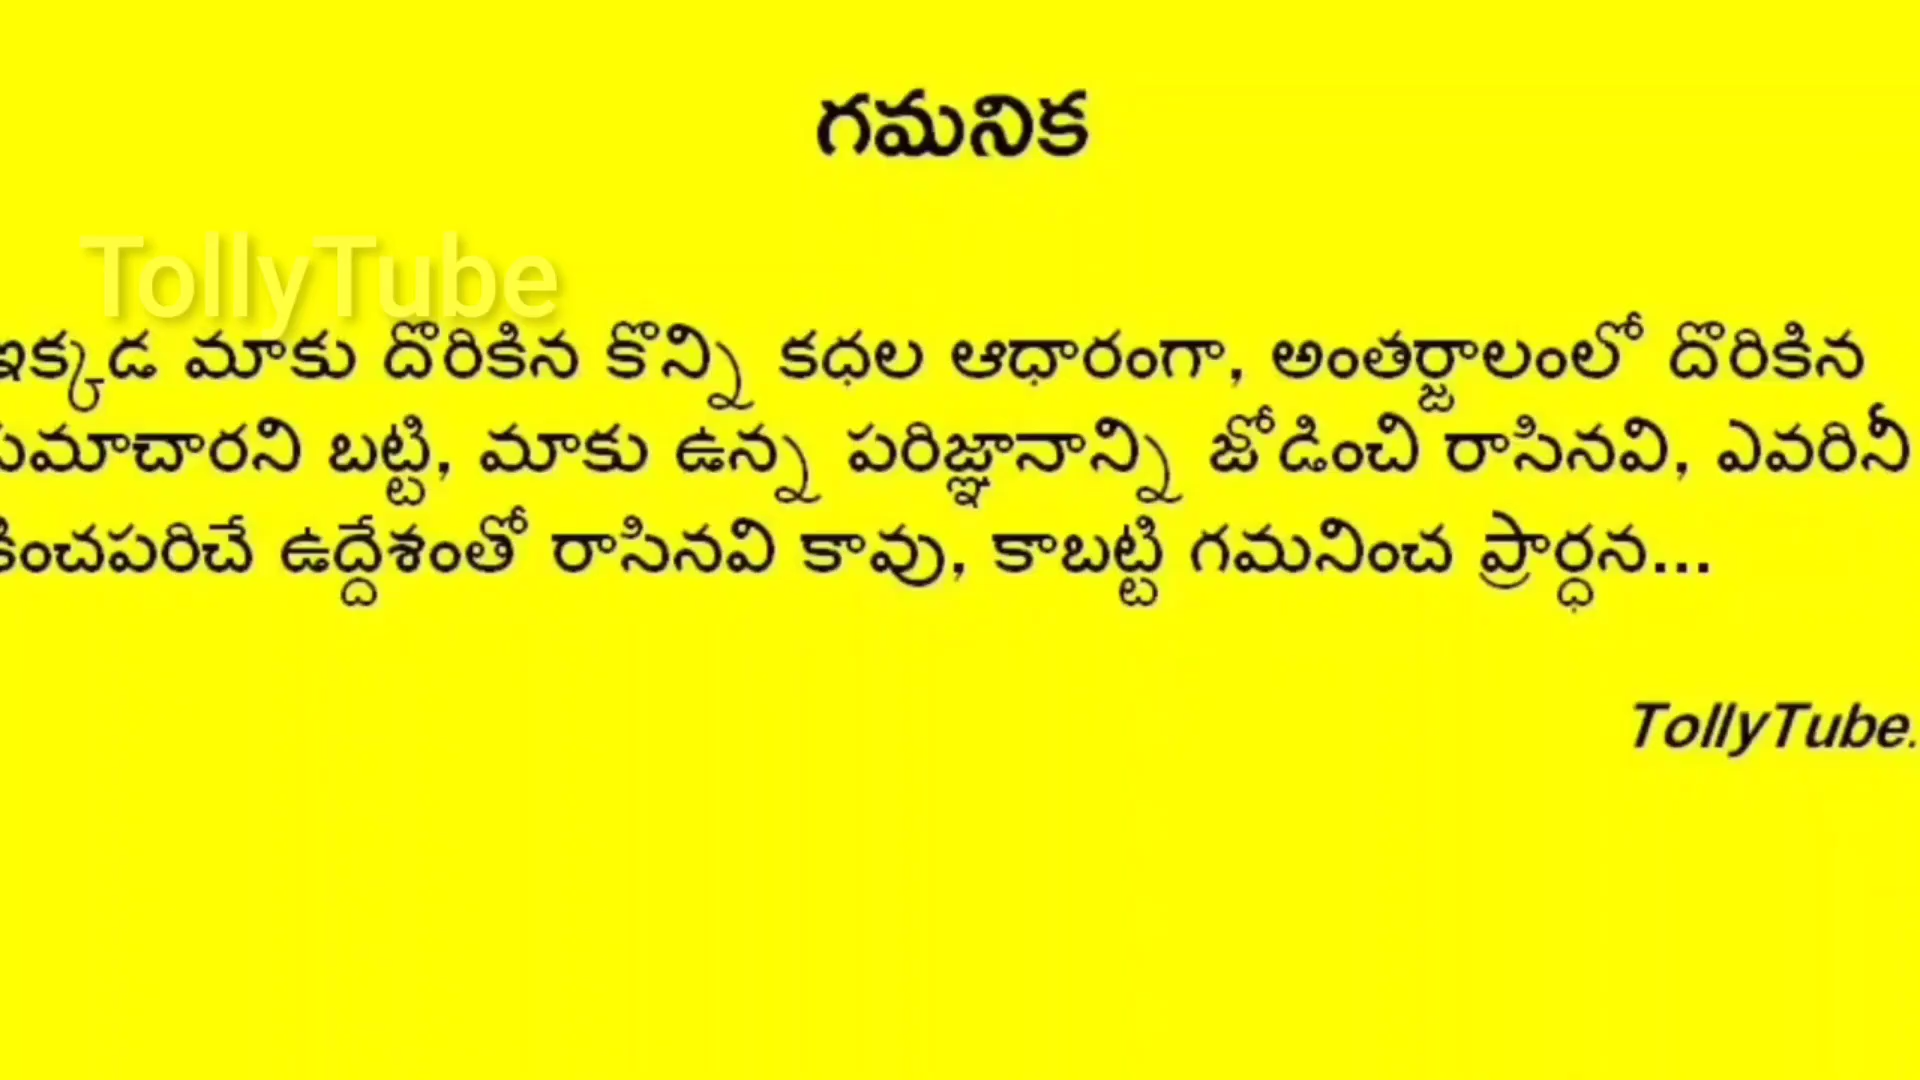 గమనిక
TollyTube
ఇక్కడ మాకు దొరికిన కొన్ని కధల ఆధారంగా, అంతర్జాలంలో దొరికిన
సమాచారని బట్టి, మాకు ఉన్న పరిజ్ఞానాన్ని జోడించి రాసినవి, ఎవరినీ
కించపరిచే ఉద్దేశంతో రాసినవి కావు, కాబట్టి గమనించ ప్రార్ధన...
TollyTube.